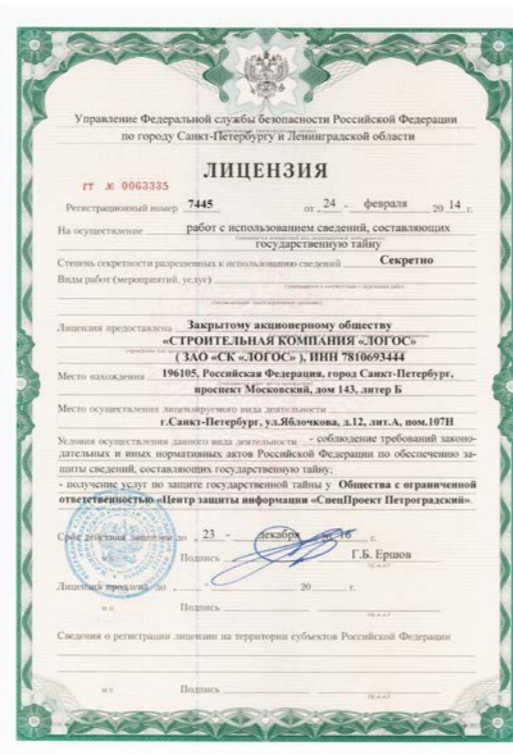 Управление Федеральной службы безопасности Российской Федерации
по городу Санкт-Петербургу и Ленинградской области
ЛИЦЕНЗИЯ
ГТ № 0063335
Регистрационный номер 7445 от „ 24 - февраля 20 14 г.
На осуществление работ с использованием сведений, составляющих
государственную тайну
Степень секретности разрешенных к использованию сведений Секретно
Виды работ (мероприятий, услуг)
Лицензия предоставлена Закрытому акционерному обществу
«СТРОИТЕЛЬНАЯ КОМПАНИЯ «ЛОГОС»
( ЗАО «СК «ЛОГОС» ), ИНН 7810693444
Место нахождения 196105, Российская Федерация, город Санкт-Петербург,
проспект Московский, дом 143, литер Б
Место осуществления лицензируемого вида деятельности
г.Санкт-Петербург, ул.Яблочкова, д.12, лит.А, пом.107Н
Условия осуществления данного вида деятельности - соблюдение требований законо-
дательных и иных нормативных актов Российской Федерации по обеспечению за-
щиты сведений, составляющих государственную тайну;
- получение услуг по защите государственной тайны у Общества с ограниченной
ответственностью «Центр защиты информации «СпецПроект Петроградский».
Срок действия лицензии до „ 23 - декабря 20 16 г.
М.П. Подпись Г.Б. Ершов
Лицензия продлена до „ - 20 г.
М.П. Подпись
Сведения о регистрации лицензии на территории субъектов Российской Федерации
М.П. Подпись